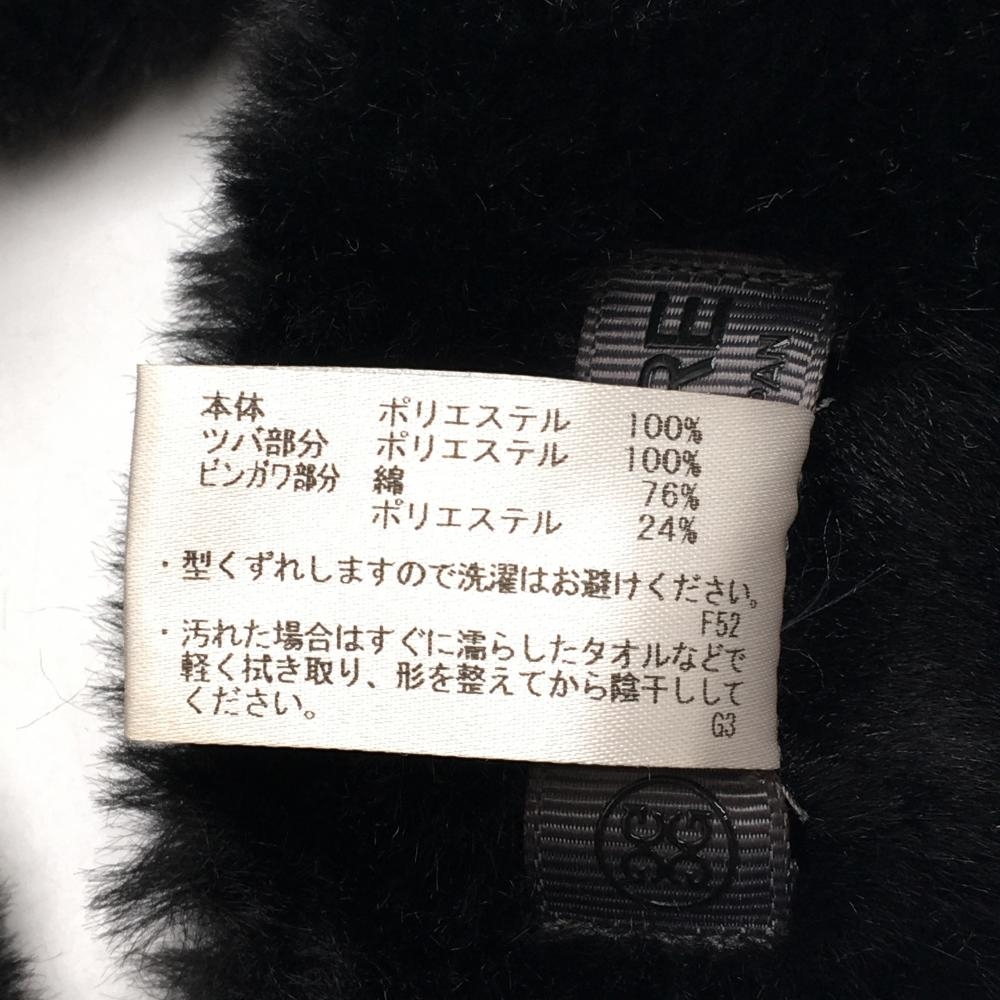 RE
PAN
本体 ポリエステル 100%
ツバ部分 ポリエステル 100%
ビンガワ部分 綿 76%
ポリエステル 24%
・型くずれしますので洗濯はお避けください。
F52
・汚れた場合はすぐに濡らしたタオルなどで
軽く拭き取り、形を整えてから陰干しして
ください。
G3